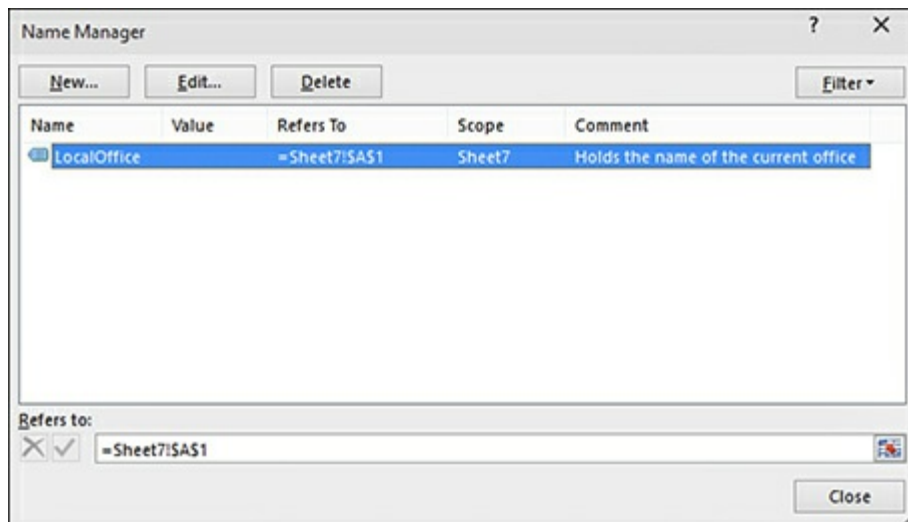 Name Manager ? X
New... Edit... Delete Filter
Name Value Refers To Scope Comment
LocalOffice =Sheet7!$A$1 Sheet7 Holds the name of the current office
Refers to:
=Sheet7!$A$1
Close